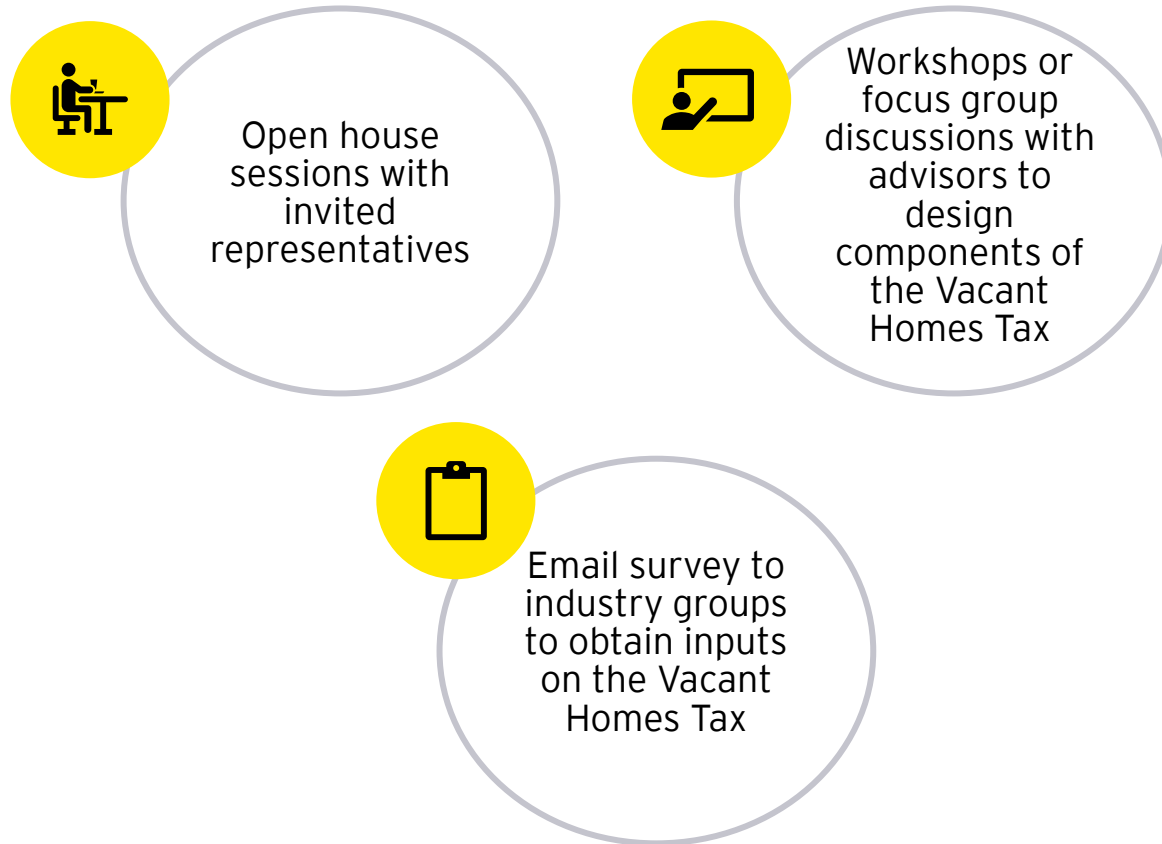 Open house
sessions with
invited
representatives
Workshops or
focus group
discussions with
advisors to
design
components of
the Vacant
Homes Tax
Email survey to
industry groups
to obtain inputs
on the Vacant
Homes Tax